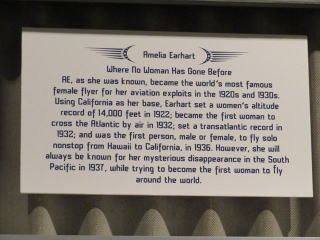 Amelia Earhart
Where No Woman Has Gone Before
AE, as she was known, became the world's most famous
female flyer for her aviation exploits in the 1920s and 1930s.
Using California as her base, Earhart set a women's altitude
record of 14,000 feet in 1922; became the first woman to
cross the Atlantic by air in 1932; set a transatlantic record in
1932; and was the first person, male or female, to fly solo
nonstop from Hawaii to California, in 1936. However, she will
always be known for her mysterious disappearance in the South
Pacific in 1937, while trying to become the first woman to fly
around the world.